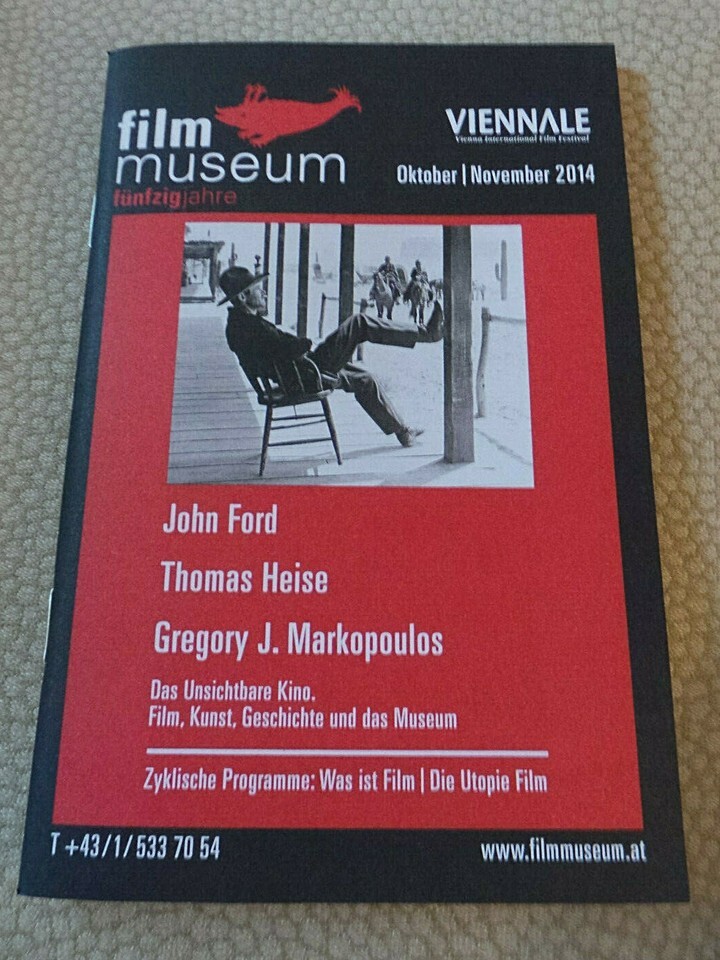 film
museum
fünfzigjahre
VIENNALE
Vienna International Film Festival
Oktober | November 2014
John Ford
Thomas Heise
Gregory J. Markopoulos
Das Unsichtbare Kino.
Film, Kunst, Geschichte und das Museum
Zyklische Programme: Was ist Film | Die Utopie Film
T +43/1/533 70 54
www.filmmuseum.at